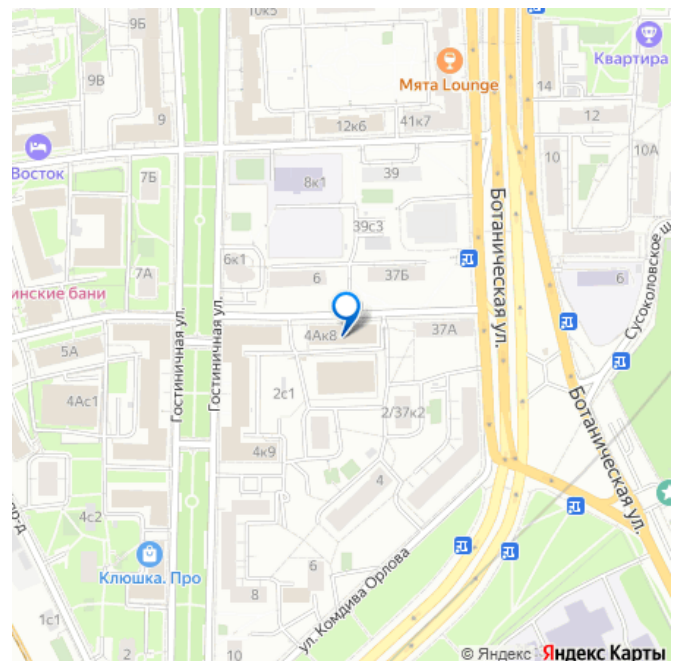 9Б
10к5
Квартира
9В
Мята Lounge
14
9
12к6
41к7
12
10
10А
Восток
7Б
8к1
39
Ботаническая ул.
39с3
Сусоколовское ш.
6к1
6
37Б
6
7А
инские бани
Гостиничная ул.
Гостиничная ул.
4Ак8
37А
5А
4Ас1
2с1
2/37к2
Ботаническая ул.
4к9
4
4с2
пр-д
Клюшка. Про
6
8
ул. Комдива Орлова
1с1
2
10
© Яндекс Яндекс Карты